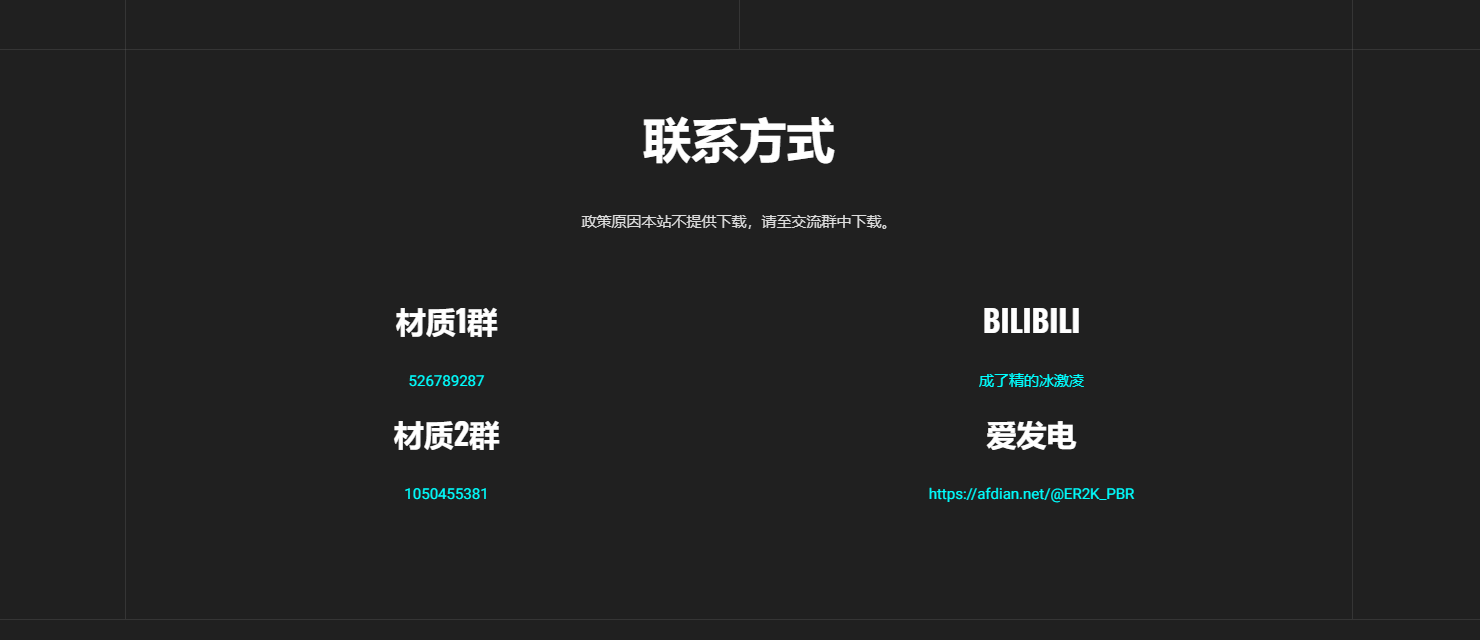 联系方式
政策原因本站不提供下载，请至交流群中下载。
材质1群
526789287
材质2群
1050455381
BILIBILI
成了精的冰激凌
爱发电
https://afdian.net/@ER2K_PBR